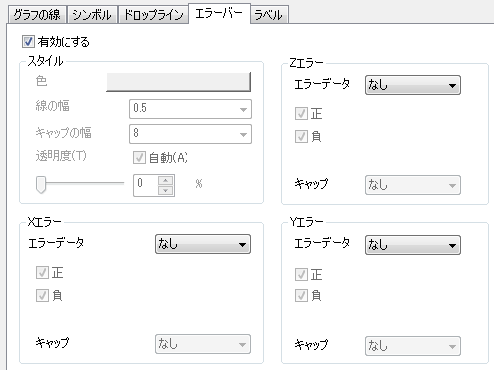 グラフの線 シンボル ドロップライン エラーバー ラベル
有効にする
スタイル
色
線の幅 0.5
キャップの幅 8
透明度(T) 自動(A)
0 %
Zエラー
エラーデータ なし
正
負
キャップ なし
Xエラー
エラーデータ なし
正
負
キャップ なし
Yエラー
エラーデータ なし
正
負
キャップ なし